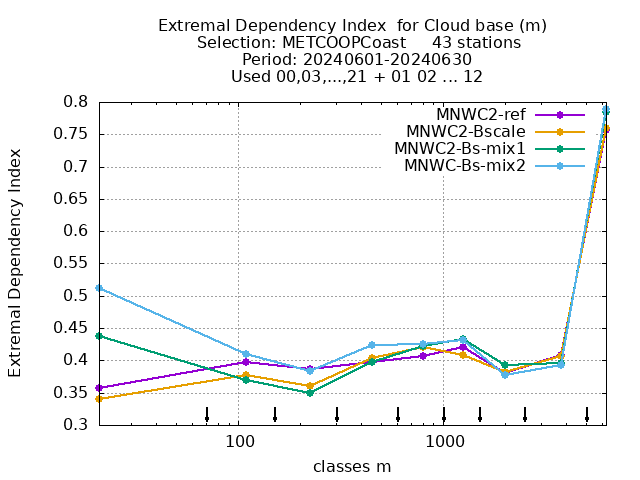 Extremal Dependency Index  for Cloud base (m)
Selection: METCOOPCoast     43 stations
Period: 20240601-20240630
Used 00,03,...,21 + 01 02 ... 12
MNWC2-ref
MNWC2-Bscale
MNWC2-Bs-mix1
MNWC-Bs-mix2
Extremal Dependency Index
0.8
0.75
0.7
0.65
0.6
0.55
0.5
0.45
0.4
0.35
0.3
100 1000
classes m